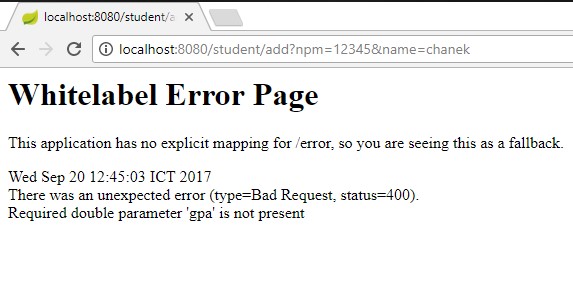 localhost:8080/student/a
localhost:8080/student/add?npm=12345&name=chanek
Whitelabel Error Page
This application has no explicit mapping for /error, so you are seeing this as a fallback.
Wed Sep 20 12:45:03 ICT 2017
There was an unexpected error (type=Bad Request, status=400).
Required double parameter 'gpa' is not present